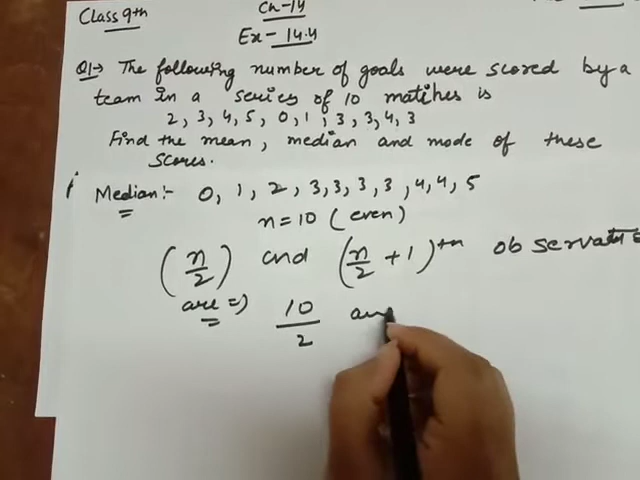 Class 9th
Ch-14
Ex- 14.4
Q1→ The following number of goals were scored by a
team in a series of 10 matches is
2, 3, 4, 5, 0, 1, 3, 3, 4, 3
Find the mean, median and mode of these
Scores.
Median:- 0, 1, 2, 3, 3, 3, 3, 4, 4, 5
n=10 (even)
(n/2) and (n/2 + 1)th observati
are ⇒ 10/2 an